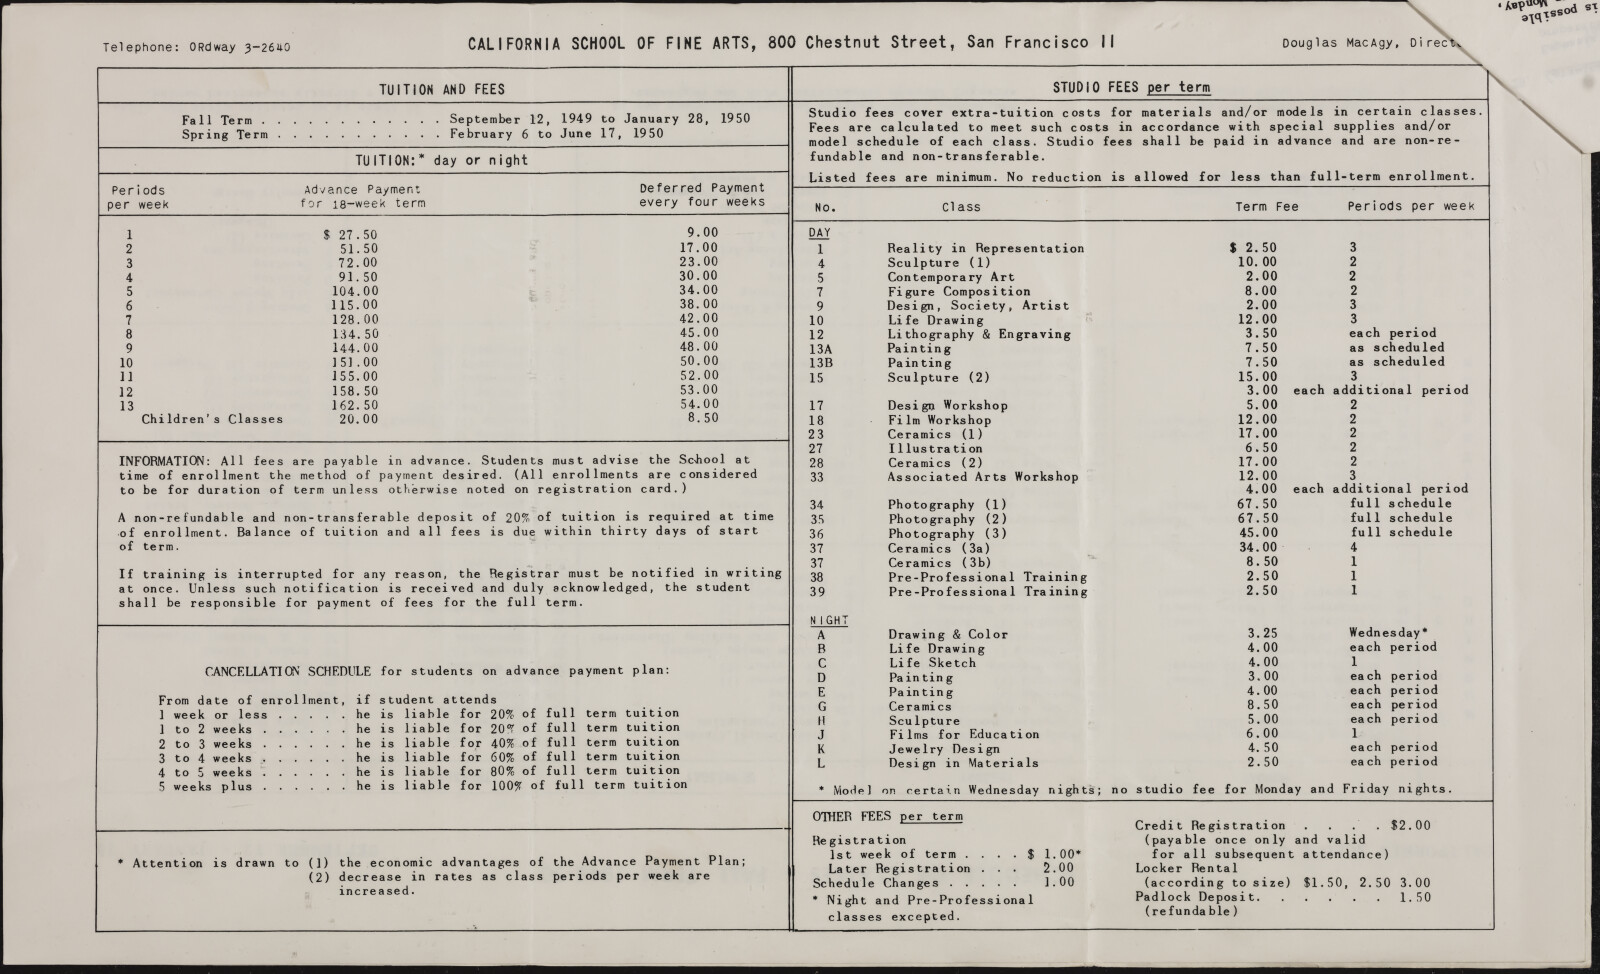 is possible
Monday,
Telephone: ORdway 3-2640
CALIFORNIA SCHOOL OF FINE ARTS, 800 Chestnut Street, San Francisco 11
Douglas MacAgy, Direct
TUITION AND FEES
Fall Term . . . . . . . . . . . . September 12, 1949 to January 28, 1950
Spring Term . . . . . . . . . . . February 6 to June 17, 1950
TUITION:* day or night
Periods Advance Payment Deferred Payment
per week for 18-week term every four weeks
1 $ 27.50 9.00
2 51.50 17.00
3 72.00 23.00
4 91.50 30.00
5 104.00 34.00
6 115.00 38.00
7 128.00 42.00
8 134.50 45.00
9 144.00 48.00
10 151.00 50.00
11 155.00 52.00
12 158.50 53.00
13 162.50 54.00
Children's Classes 20.00 8.50
INFORMATION: All fees are payable in advance. Students must advise the School at
time of enrollment the method of payment desired. (All enrollments are considered
to be for duration of term unless otherwise noted on registration card.)
A non-refundable and non-transferable deposit of 20% of tuition is required at time
of enrollment. Balance of tuition and all fees is due within thirty days of start
of term.
If training is interrupted for any reason, the Registrar must be notified in writing
at once. Unless such notification is received and duly acknowledged, the student
shall be responsible for payment of fees for the full term.
CANCELLATION SCHEDULE for students on advance payment plan:
From date of enrollment, if student attends
1 week or less . . . . . he is liable for 20% of full term tuition
1 to 2 weeks . . . . . . he is liable for 20% of full term tuition
2 to 3 weeks . . . . . . he is liable for 40% of full term tuition
3 to 4 weeks . . . . . . he is liable for 60% of full term tuition
4 to 5 weeks . . . . . . he is liable for 80% of full term tuition
5 weeks plus . . . . . . he is liable for 100% of full term tuition
* Attention is drawn to (1) the economic advantages of the Advance Payment Plan;
(2) decrease in rates as class periods per week are
increased.
STUDIO FEES per term
Studio fees cover extra-tuition costs for materials and/or models in certain classes.
Fees are calculated to meet such costs in accordance with special supplies and/or
model schedule of each class. Studio fees shall be paid in advance and are non-re-
fundable and non-transferable.
Listed fees are minimum. No reduction is allowed for less than full-term enrollment.
No. Class Term Fee Periods per week
DAY
1 Reality in Representation $ 2.50 3
4 Sculpture (1) 10.00 2
5 Contemporary Art 2.00 2
7 Figure Composition 8.00 2
9 Design, Society, Artist 2.00 3
10 Life Drawing 12.00 3
12 Lithography & Engraving 3.50 each period
13A Painting 7.50 as scheduled
13B Painting 7.50 as scheduled
15 Sculpture (2) 15.00 3
3.00 each additional period
17 Design Workshop 5.00 2
18 Film Workshop 12.00 2
23 Ceramics (1) 17.00 2
27 Illustration 6.50 2
28 Ceramics (2) 17.00 2
33 Associated Arts Workshop 12.00 3
4.00 each additional period
34 Photography (1) 67.50 full schedule
35 Photography (2) 67.50 full schedule
36 Photography (3) 45.00 full schedule
37 Ceramics (3a) 34.00 4
37 Ceramics (3b) 8.50 1
38 Pre-Professional Training 2.50 1
39 Pre-Professional Training 2.50 1
NIGHT
A Drawing & Color 3.25 Wednesday*
B Life Drawing 4.00 each period
C Life Sketch 4.00 1
D Painting 3.00 each period
E Painting 4.00 each period
G Ceramics 8.50 each period
H Sculpture 5.00 each period
J Films for Education 6.00 1
K Jewelry Design 4.50 each period
L Design in Materials 2.50 each period
* Model on certain Wednesday nights; no studio fee for Monday and Friday nights.
OTHER FEES per term
Registration
1st week of term . . . . $ 1.00*
Later Registration . . . 2.00
Schedule Changes . . . . . 1.00
* Night and Pre-Professional
classes excepted.
Credit Registration . . . . $2.00
(payable once only and valid
for all subsequent attendance)
Locker Rental
(according to size) $1.50, 2.50 3.00
Padlock Deposit. . . . . . . 1.50
(refundable)